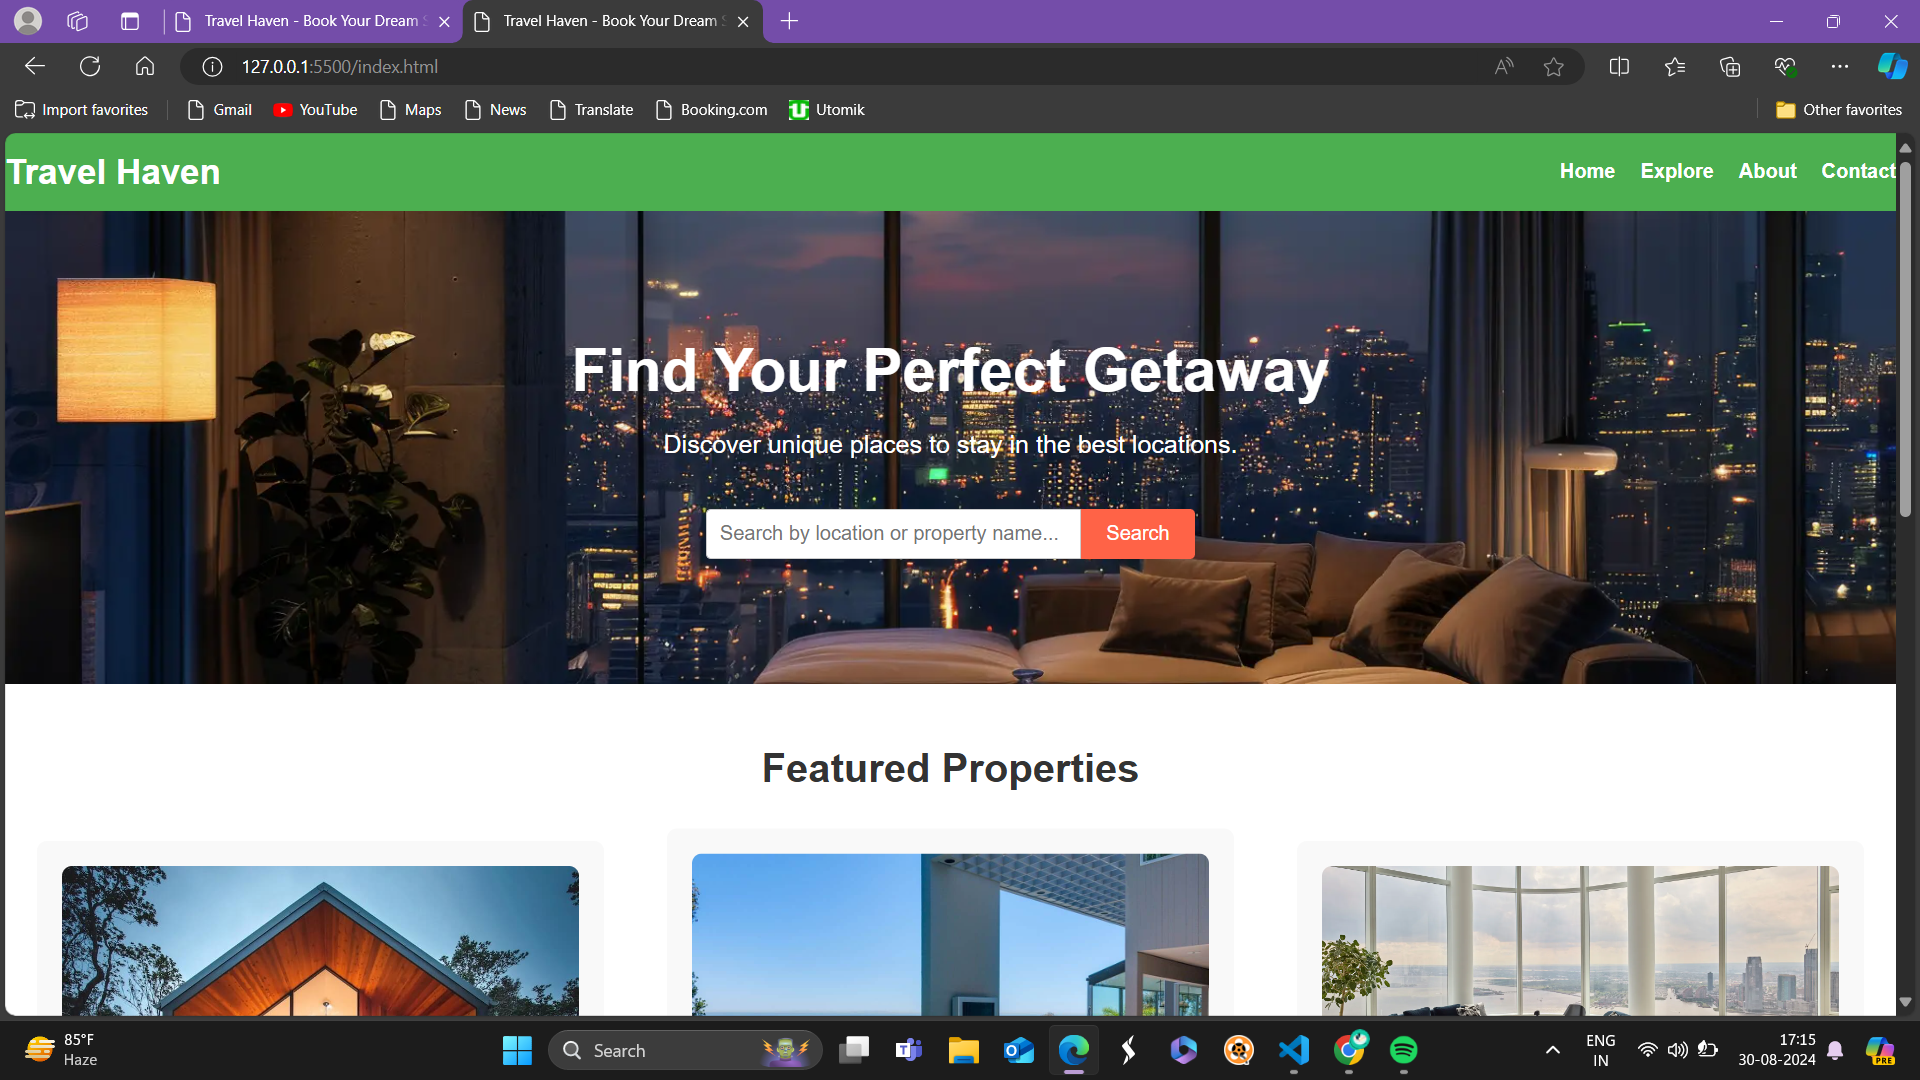 Travel Haven - Book Your Dream S
Travel Haven - Book Your Dream S
127.0.0.1:5500/index.html
Import favorites
Gmail
YouTube
Maps
News
Translate
Booking.com
Utomik
Other favorites
Travel Haven
Home
Explore
About
Contact
Find Your Perfect Getaway
Discover unique places to stay in the best locations.
Search by location or property name...
Search
Featured Properties
85°F
Haze
Search
ENG
IN
17:15
30-08-2024
PRE